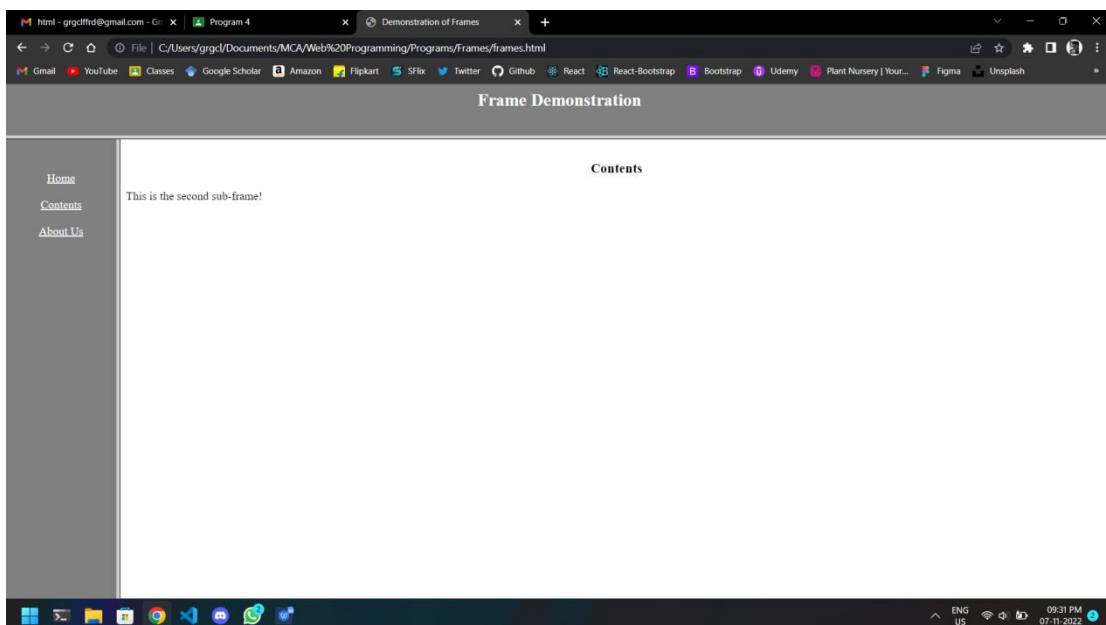 html - grgclffrd@gmail.com - Gm
Program 4
Demonstration of Frames
File | C:/Users/grgcl/Documents/MCA/Web%20Programming/Programs/Frames/frames.html
Gmail YouTube Classes Google Scholar Amazon Flipkart SFlix Twitter Github React React-Bootstrap Bootstrap Udemy Plant Nursery | Your... Figma Unsplash »
Frame Demonstration
Home
Contents
About Us
Contents
This is the second sub-frame!
ENG
US
09:31 PM
07-11-2022